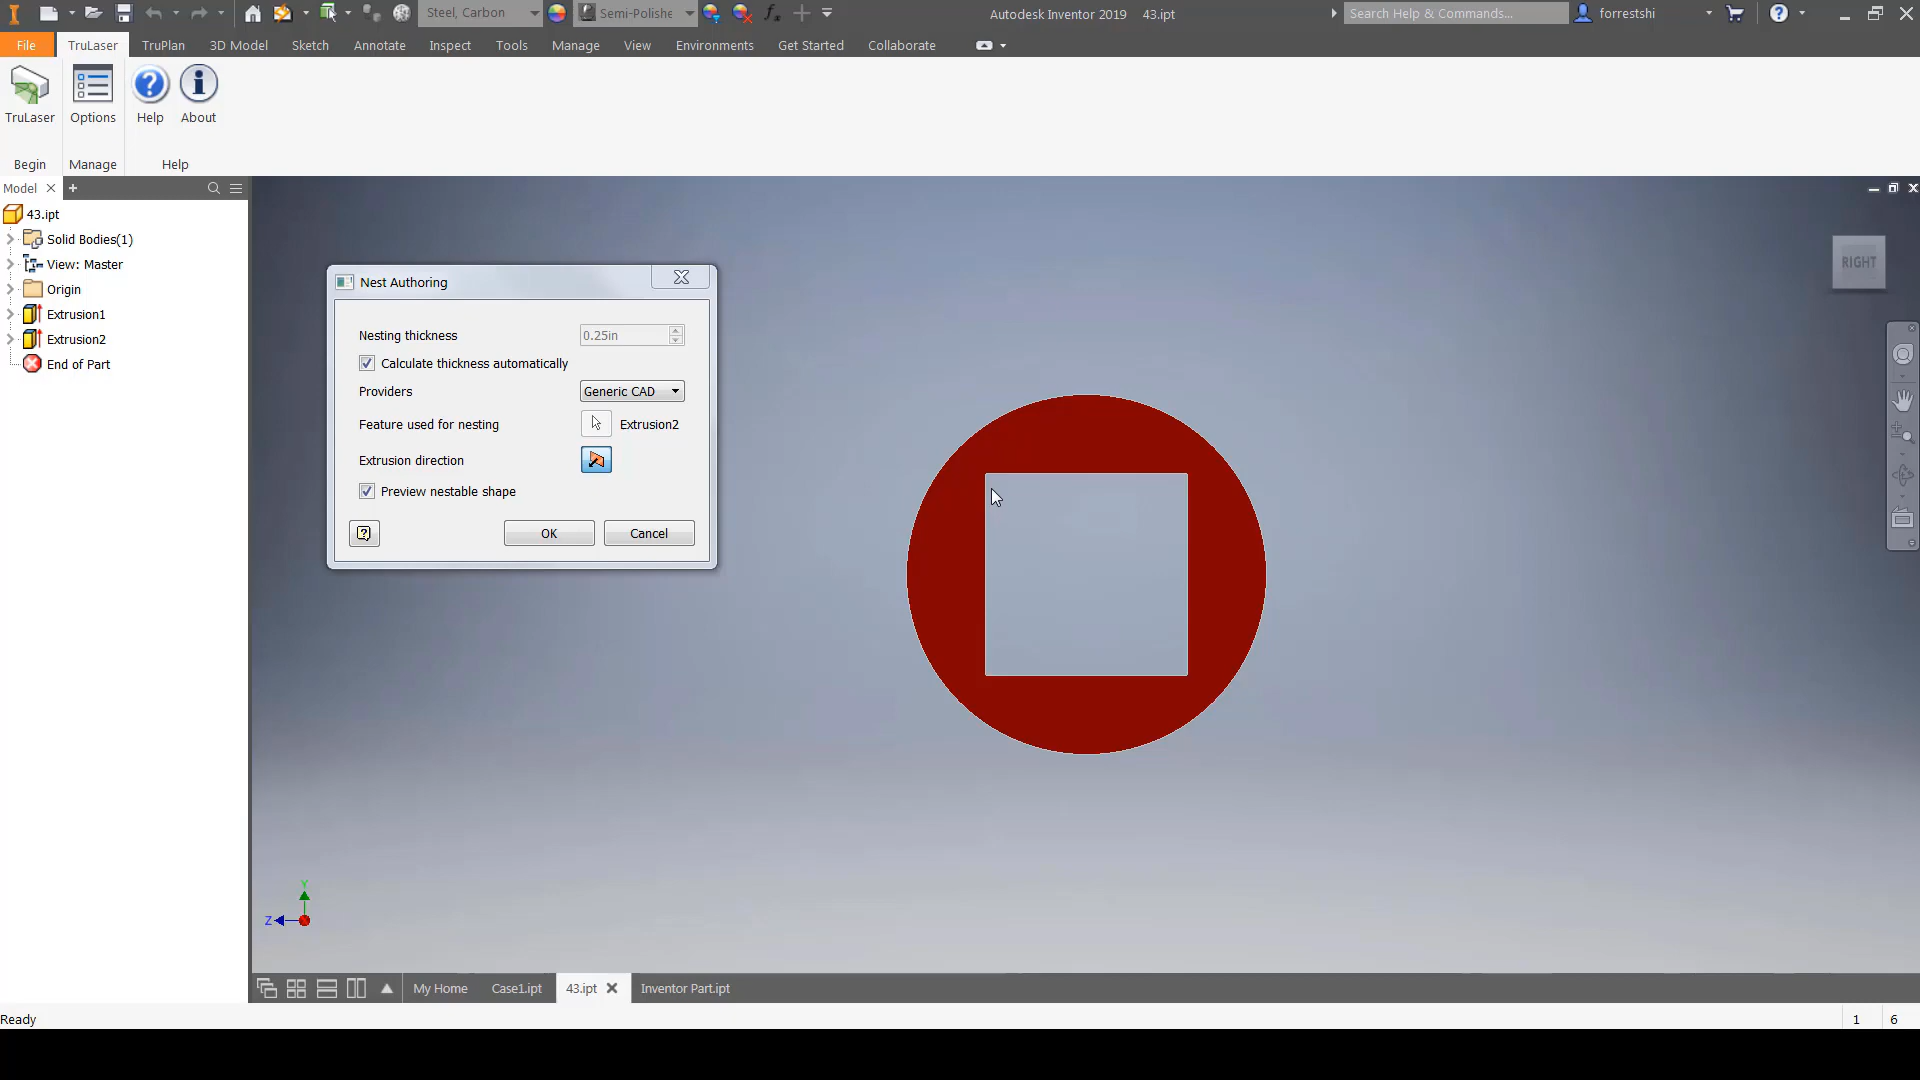 Steel, Carbon
Semi-Polishe
Autodesk Inventor 2019 43.ipt
Search Help & Commands...
forrestshi
File TruLaser TruPlan 3D Model Sketch Annotate Inspect Tools Manage View Environments Get Started Collaborate
TruLaser Options Help About
Begin Manage Help
Model
43.ipt
Solid Bodies(1)
View: Master
Origin
Extrusion1
Extrusion2
End of Part
RIGHT
Nest Authoring
Nesting thickness 0.25in
Calculate thickness automatically
Providers Generic CAD
Feature used for nesting Extrusion2
Extrusion direction
Preview nestable shape
OK Cancel
Y
Z
My Home Case1.ipt 43.ipt Inventor Part.ipt
Ready 1 6